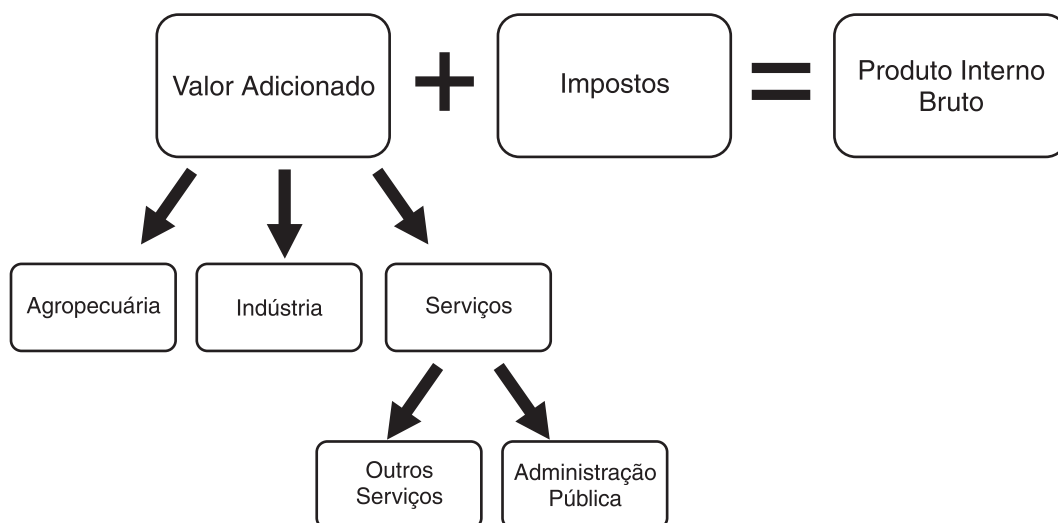 Valor Adicionado
Impostos
Produto Interno
Bruto
Agropecuária
Indústria
Serviços
Outros
Serviços
Administração
Pública